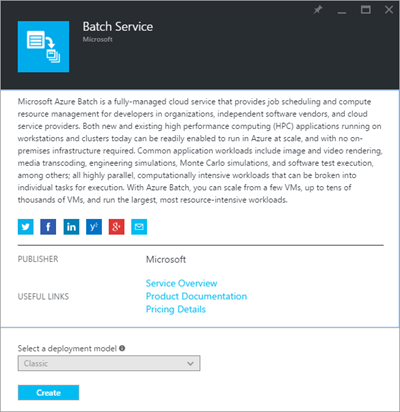 Batch Service
Microsoft
Microsoft Azure Batch is a fully-managed cloud service that provides job scheduling and compute
resource management for developers in organizations, independent software vendors, and cloud
service providers. Both new and existing high performance computing (HPC) applications running on
workstations and clusters today can be readily enabled to run in Azure at scale, and with no on-
premises infrastructure required. Common application workloads include image and video rendering,
media transcoding, engineering simulations, Monte Carlo simulations, and software test execution,
among others; all highly parallel, computationally intensive workloads that can be broken into
individual tasks for execution. With Azure Batch, you can scale from a few VMs, up to tens of
thousands of VMs, and run the largest, most resource-intensive workloads.
f in y! g+
PUBLISHER Microsoft
Service Overview
USEFUL LINKS Product Documentation
Pricing Details
Select a deployment model
Classic
Create